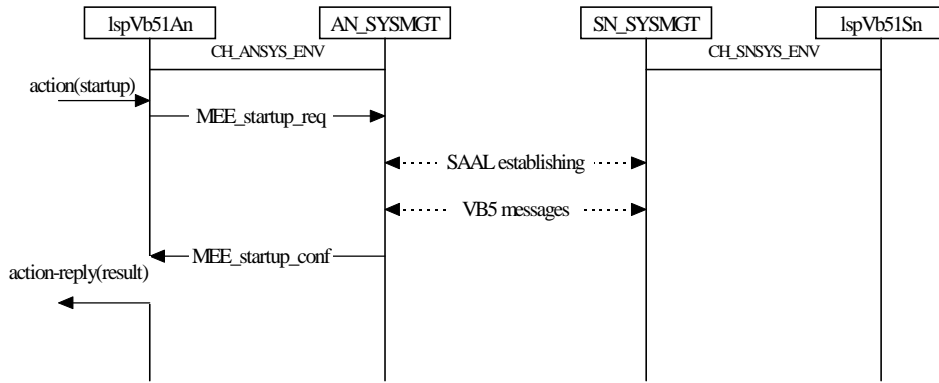 lspVb51An
AN_SYSMGT
SN_SYSMGT
lspVb51Sn
CH_ANSYS_ENV
CH_SNSYS_ENV
action(startup)
MEE_startup_req
SAAL establishing
VB5 messages
MEE_startup_conf
action-reply(result)